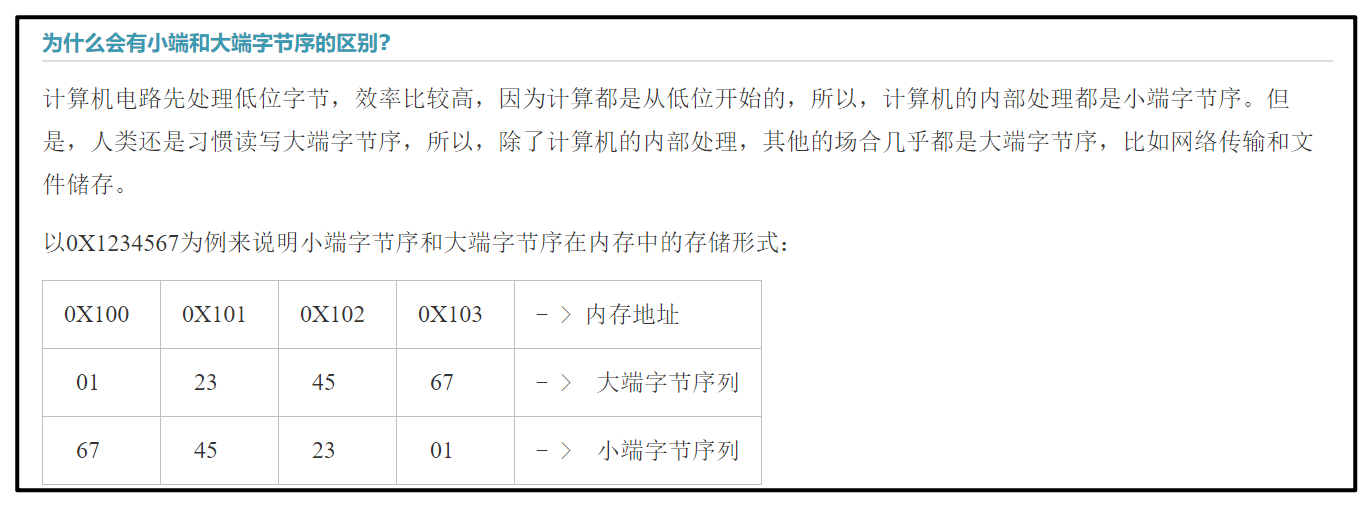 为什么会有小端和大端字节序的区别?
计算机电路先处理低位字节，效率比较高，因为计算都是从低位开始的，所以，计算机的内部处理都是小端字节序。但
是，人类还是习惯读写大端字节序，所以，除了计算机的内部处理，其他的场合几乎都是大端字节序，比如网络传输和文
件储存。
以0X1234567为例来说明小端字节序和大端字节序在内存中的存储形式：
0X100 0X101 0X102 0X103 －＞ 内存地址
01 23 45 67 －＞ 大端字节序列
67 45 23 01 －＞ 小端字节序列